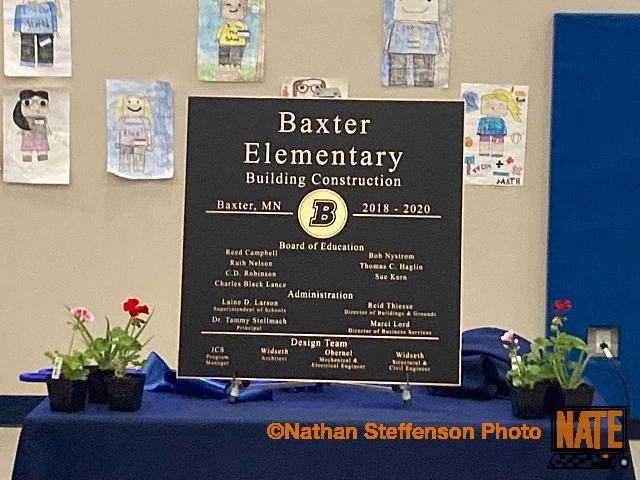 Baxter
Elementary
Building Construction
Baxter, MN
B
2018 - 2020
Board of Education
Reed Campbell
Ruth Nelson
C.D. Robinson
Charles Black Lance
Bob Nystrom
Thomas C. Haglin
Sue Kern
Administration
Laine D. Larson
Superintendent of Schools
Dr. Tammy Stellmach
Principal
Reid Thiesse
Director of Buildings & Grounds
Marci Lord
Director of Business Services
Design Team
ICS
Program
Manager
Widseth
Architect
Obernel
Mechanical &
Electrical Engineer
Widseth
Structural &
Civil Engineer
MATH
©Nathan Steffenson Photo
NATE